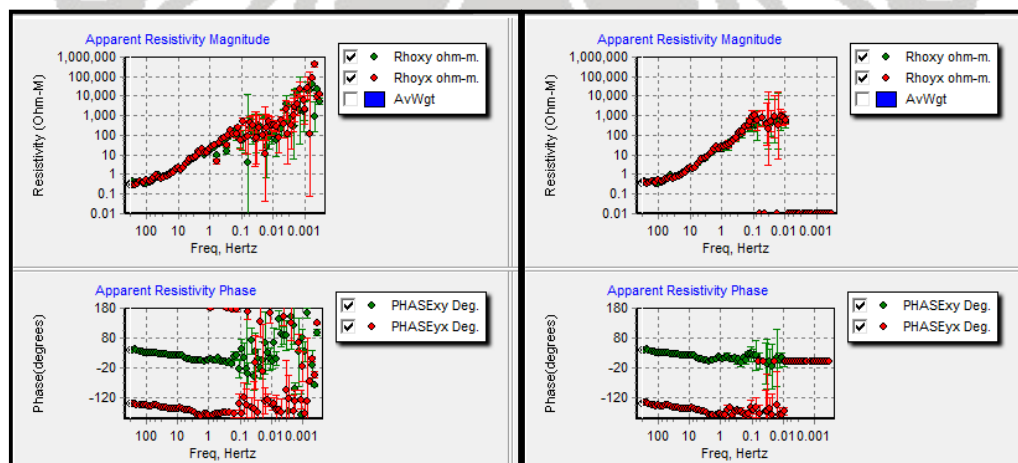 Apparent Resistivity Magnitude
Resistivity (Ohm-M)
1,000,000
100,000
10,000
1,000
100
10
1
0.1
0.01
100 10 1 0.1 0.01 0.001
Freq, Hertz
Rhoxy ohm-m.
Rhoyx ohm-m.
AvWgt
Apparent Resistivity Magnitude
Resistivity (Ohm-M)
1,000,000
100,000
10,000
1,000
100
10
1
0.1
0.01
100 10 1 0.1 0.01 0.001
Freq, Hertz
Rhoxy ohm-m.
Rhoyx ohm-m.
AvWgt
Apparent Resistivity Phase
Phase(degrees)
180
80
-20
-120
100 10 1 0.1 0.01 0.001
Freq, Hertz
PHASExy Deg.
PHASEyx Deg.
Apparent Resistivity Phase
Phase(degrees)
180
80
-20
-120
100 10 1 0.1 0.01 0.001
Freq, Hertz
PHASExy Deg.
PHASEyx Deg.